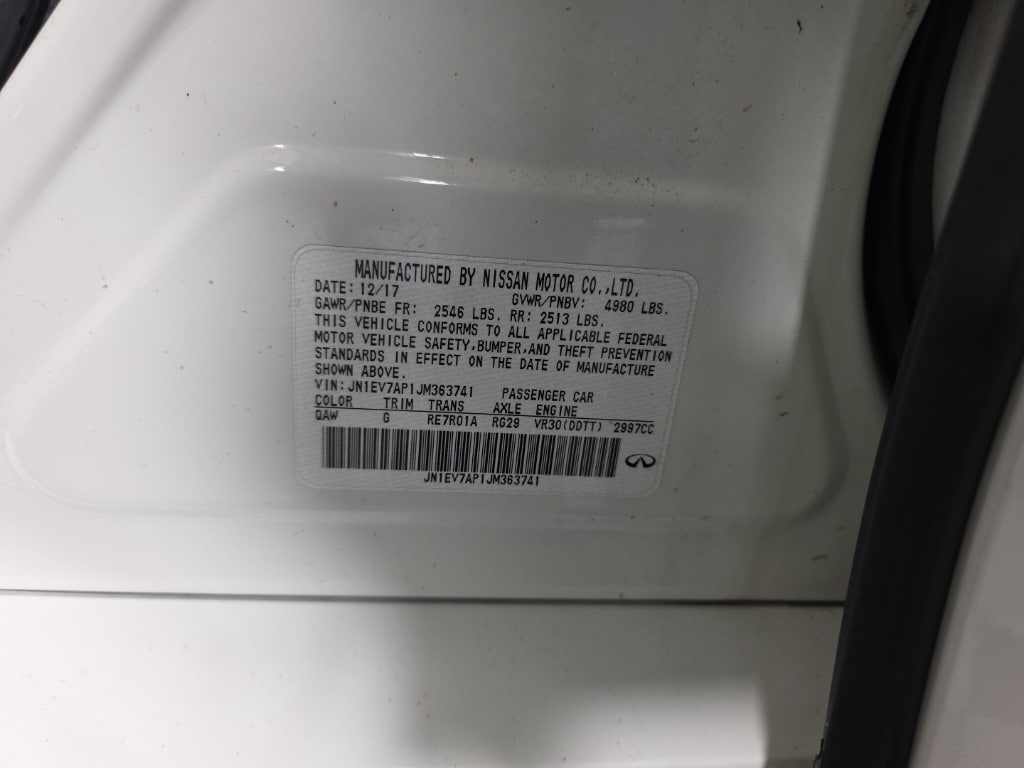 MANUFACTURED BY NISSAN MOTOR CO.,LTD.
DATE: 12/17 GVWR/PNBV: 4980 LBS.
GAWR/PNBE FR: 2546 LBS. RR: 2513 LBS.
THIS VEHICLE CONFORMS TO ALL APPLICABLE FEDERAL
MOTOR VEHICLE SAFETY,BUMPER,AND THEFT PREVENTION
STANDARDS IN EFFECT ON THE DATE OF MANUFACTURE
SHOWN ABOVE.
VIN: JN1EV7AP1JM363741 PASSENGER CAR
COLOR TRIM TRANS AXLE ENGINE
QAW G RE7R01A RG29 VR30(DDTT) 2997CC
JN1EV7AP1JM363741